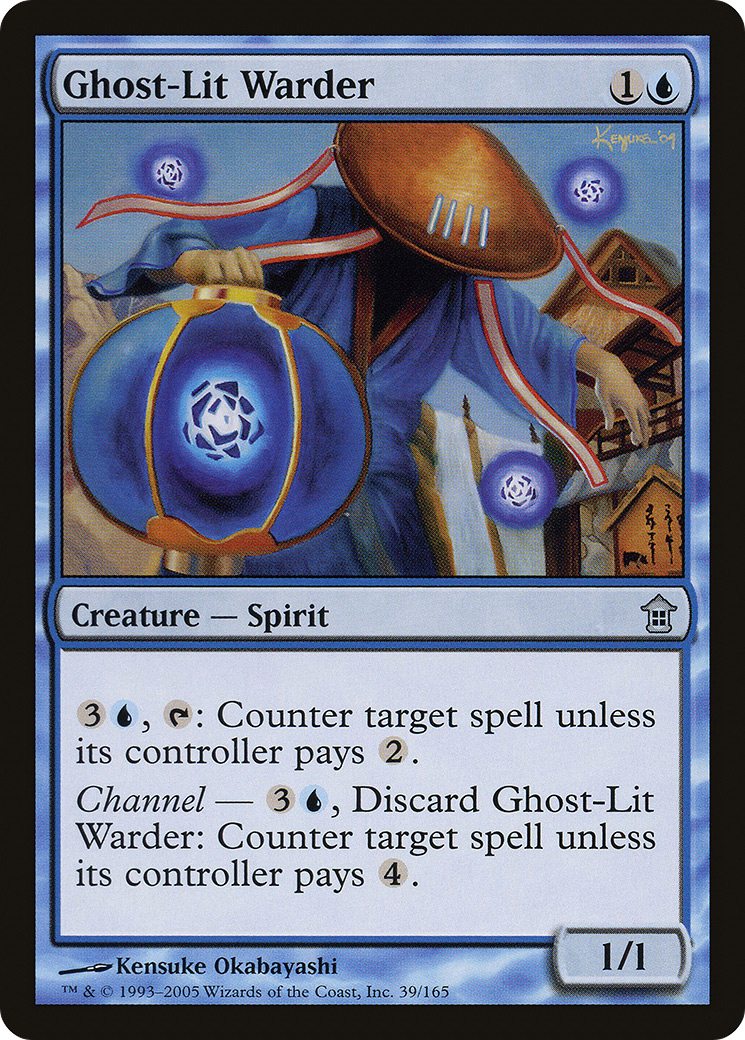 Ghost-Lit Warder 1
Kensuke '04
Creature — Spirit
3, : Counter target spell unless
its controller pays 2.
Channel — 3, Discard Ghost-Lit
Warder: Counter target spell unless
its controller pays 4.
1/1
Kensuke Okabayashi
™ & © 1993–2005 Wizards of the Coast, Inc. 39/165